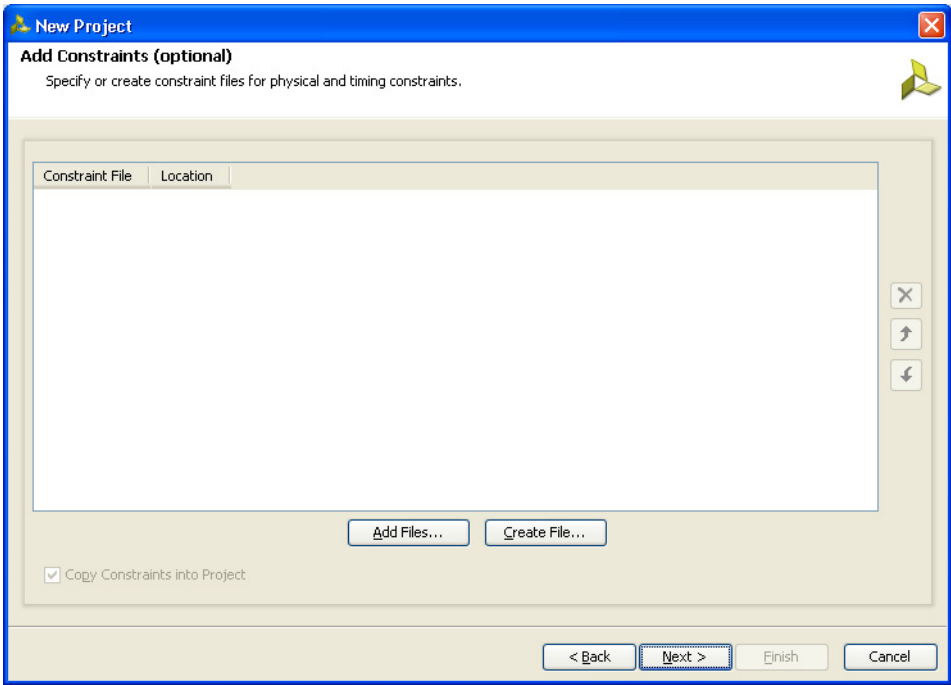 New Project
Add Constraints (optional)
Specify or create constraint files for physical and timing constraints.
Constraint File Location
Add Files... Create File...
Copy Constraints into Project
< Back Next > Finish Cancel